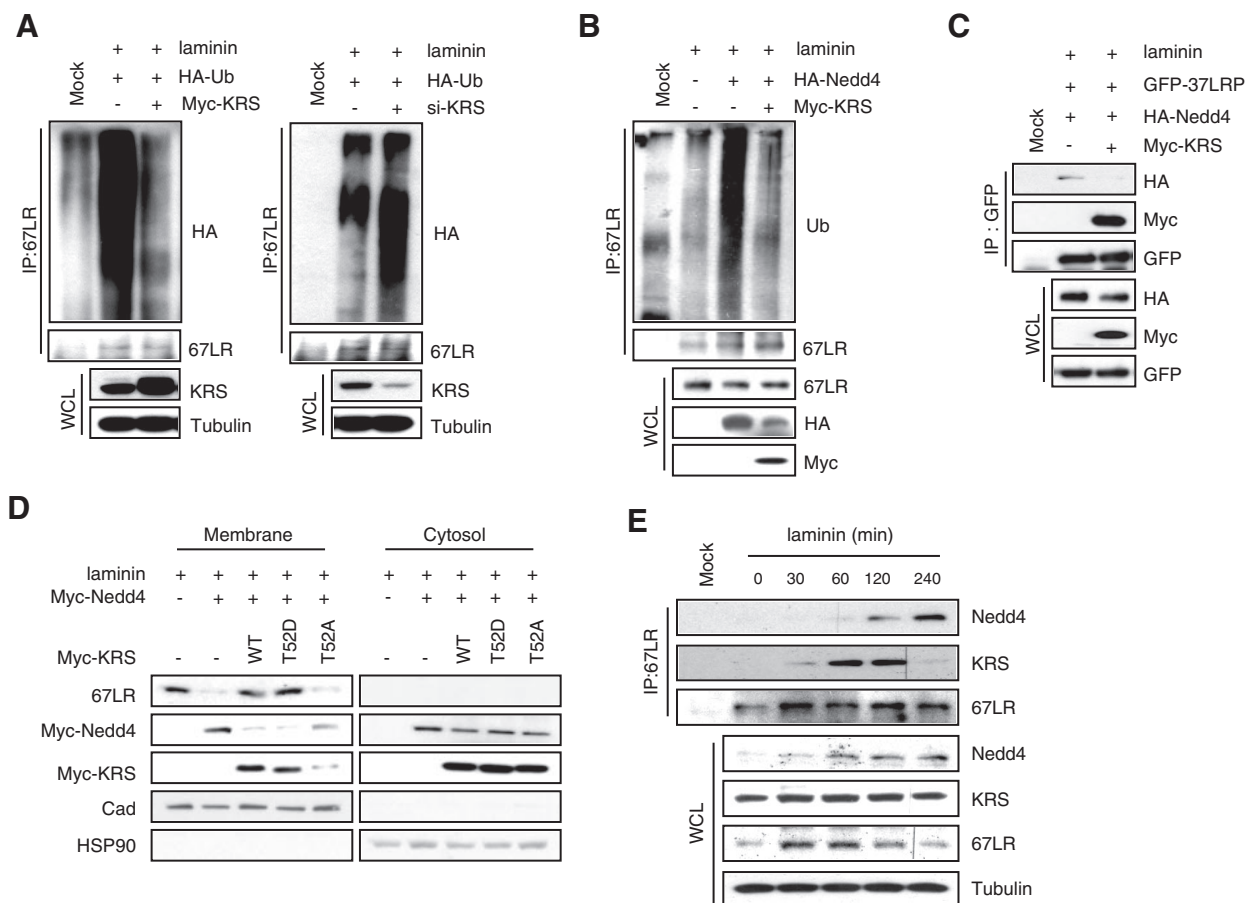 A
Mock
+ + laminin
+ + HA-Ub
- + Myc-KRS
IP:67LR
HA
67LR
WCL
KRS
Tubulin
Mock
+ + laminin
+ + HA-Ub
- + si-KRS
IP:67LR
HA
67LR
WCL
KRS
Tubulin
B
Mock
+ + + laminin
- + + HA-Nedd4
- - + Myc-KRS
IP:67LR
Ub
67LR
WCL
67LR
HA
Myc
C
Mock
+ + laminin
+ + GFP-37LRP
+ + HA-Nedd4
- + Myc-KRS
IP : GFP
HA
Myc
GFP
WCL
HA
Myc
GFP
D
Membrane Cytosol
laminin + + + + + + + + + +
Myc-Nedd4 - + + + + - + + + +
Myc-KRS - - WT T52D T52A - - WT T52D T52A
67LR
Myc-Nedd4
Myc-KRS
Cad
HSP90
E
laminin (min)
Mock 0 30 60 120 240
IP:67LR
Nedd4
KRS
67LR
WCL
Nedd4
KRS
67LR
Tubulin